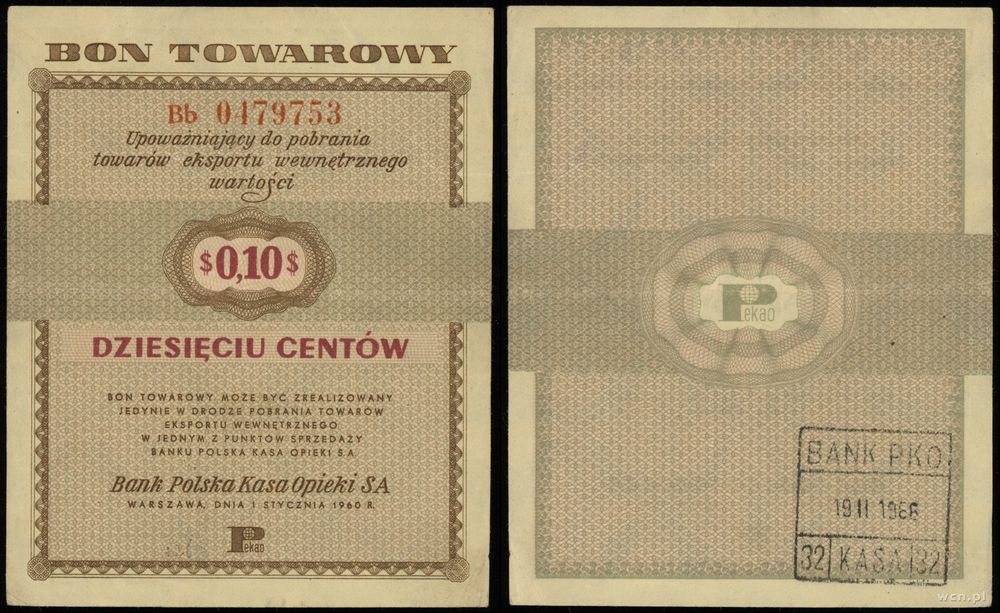 BON TOWAROWY
Bb 0479753
Upoważniający do pobrania
towarów eksportu wewnętrznego
wartości
$0,10$
DZIESIĘCIU CENTÓW
BON TOWAROWY MOŻE BYĆ ZREALIZOWANY
JEDYNIE W DRODZE POBRANIA TOWARÓW
EKSPORTU WEWNĘTRZNEGO
W JEDNYM Z PUNKTÓW SPRZEDAŻY
BANKU POLSKA KASA OPIEKI S.A
Bank Polska Kasa Opieki SA
WARSZAWA, DNIA 1 STYCZNIA 1960 R.
Pekao
Pekao
BANK PKO
19 II 1966
32 KASA 32
wcn.pl